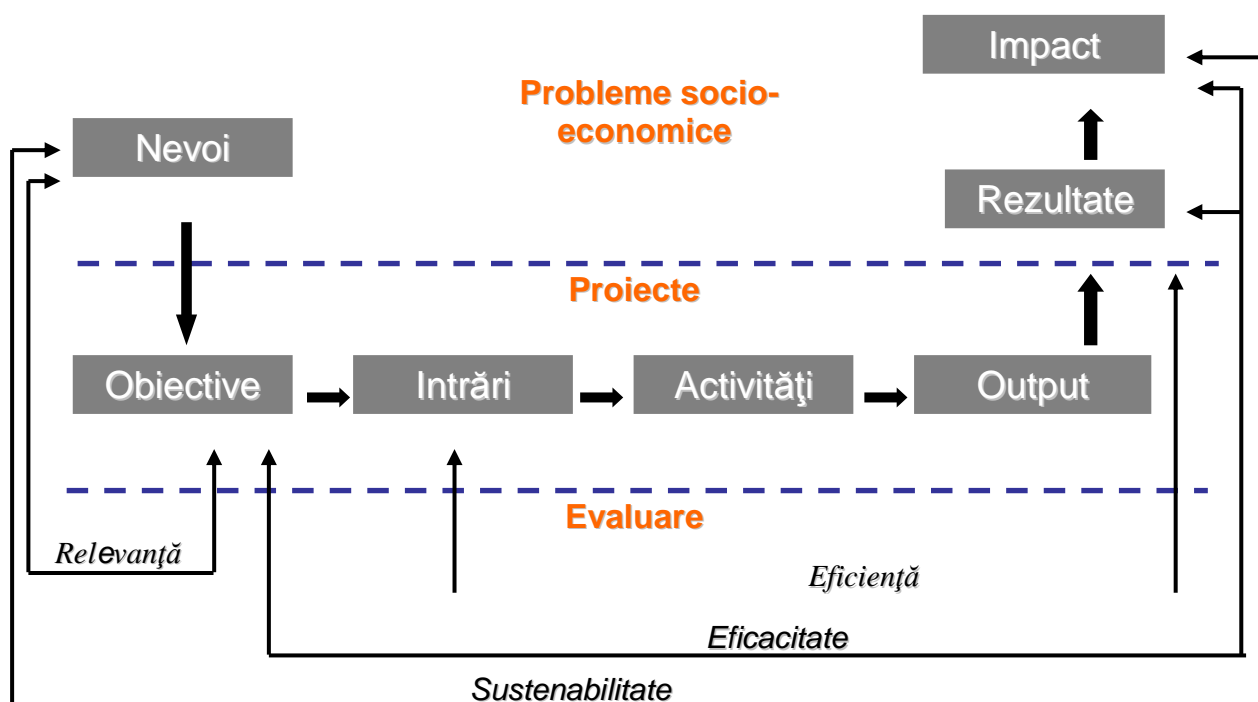 Impact
Probleme socio-
economice
Nevoi
Rezultate
Proiecte
Obiective
Intrări
Activităţi
Output
Evaluare
Relevanţă
Eficienţă
Eficacitate
Sustenabilitate